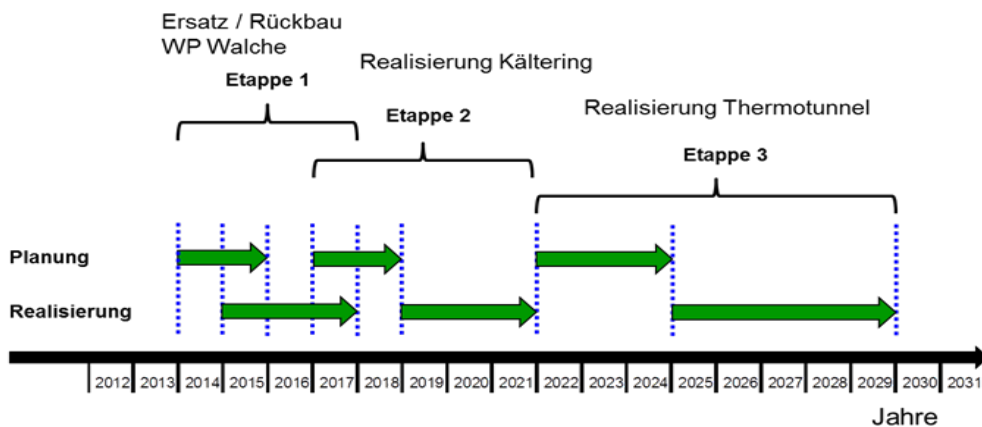 Ersatz / Rückbau
WP Walche
Etappe 1
Realisierung Kältering
Etappe 2
Realisierung Thermotunnel
Etappe 3
Planung
Realisierung
2012 2013 2014 2015 2016 2017 2018 2019 2020 2021 2022 2023 2024 2025 2026 2027 2028 2029 2030 2031
Jahre